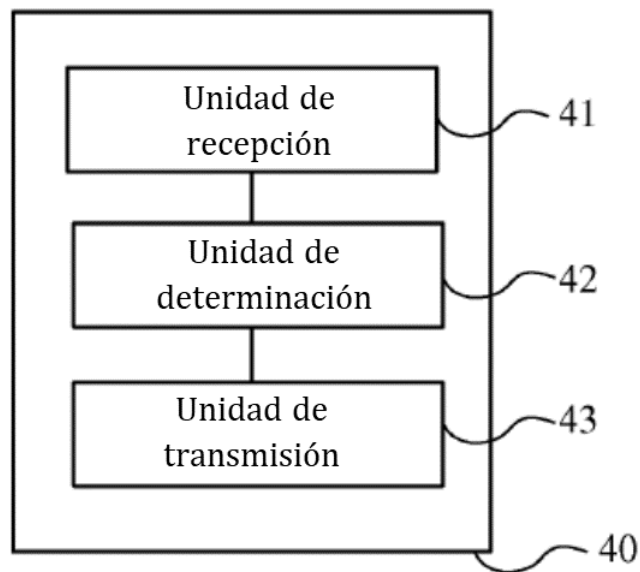 Unidad de
recepción
41
Unidad de
determinación
42
Unidad de
transmisión
43
40